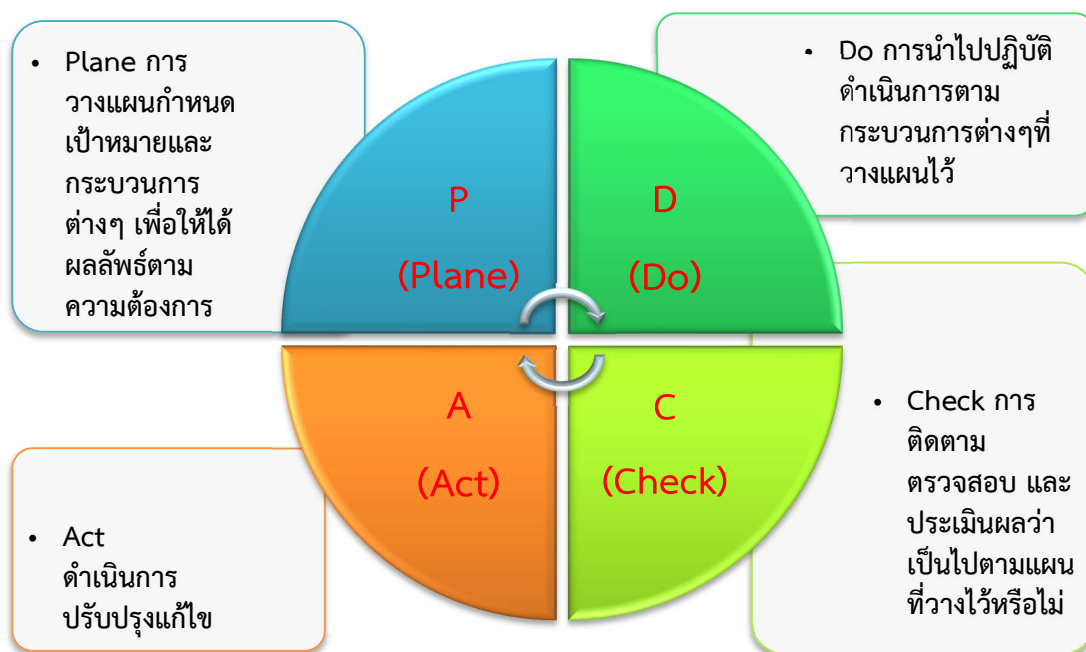 • Plane การ
วางแผนกำหนด
เป้าหมายและ
กระบวนการ
ต่างๆ เพื่อให้ได้
ผลลัพธ์ตาม
ความต้องการ
P
(Plane)
D
(Do)
• Do การนำไปปฏิบัติ
ดำเนินการตาม
กระบวนการต่างๆที่
วางแผนไว้
A
(Act)
C
(Check)
• Act
ดำเนินการ
ปรับปรุงแก้ไข
• Check การ
ติดตาม
ตรวจสอบ และ
ประเมินผลว่า
เป็นไปตามแผน
ที่วางไว้หรือไม่